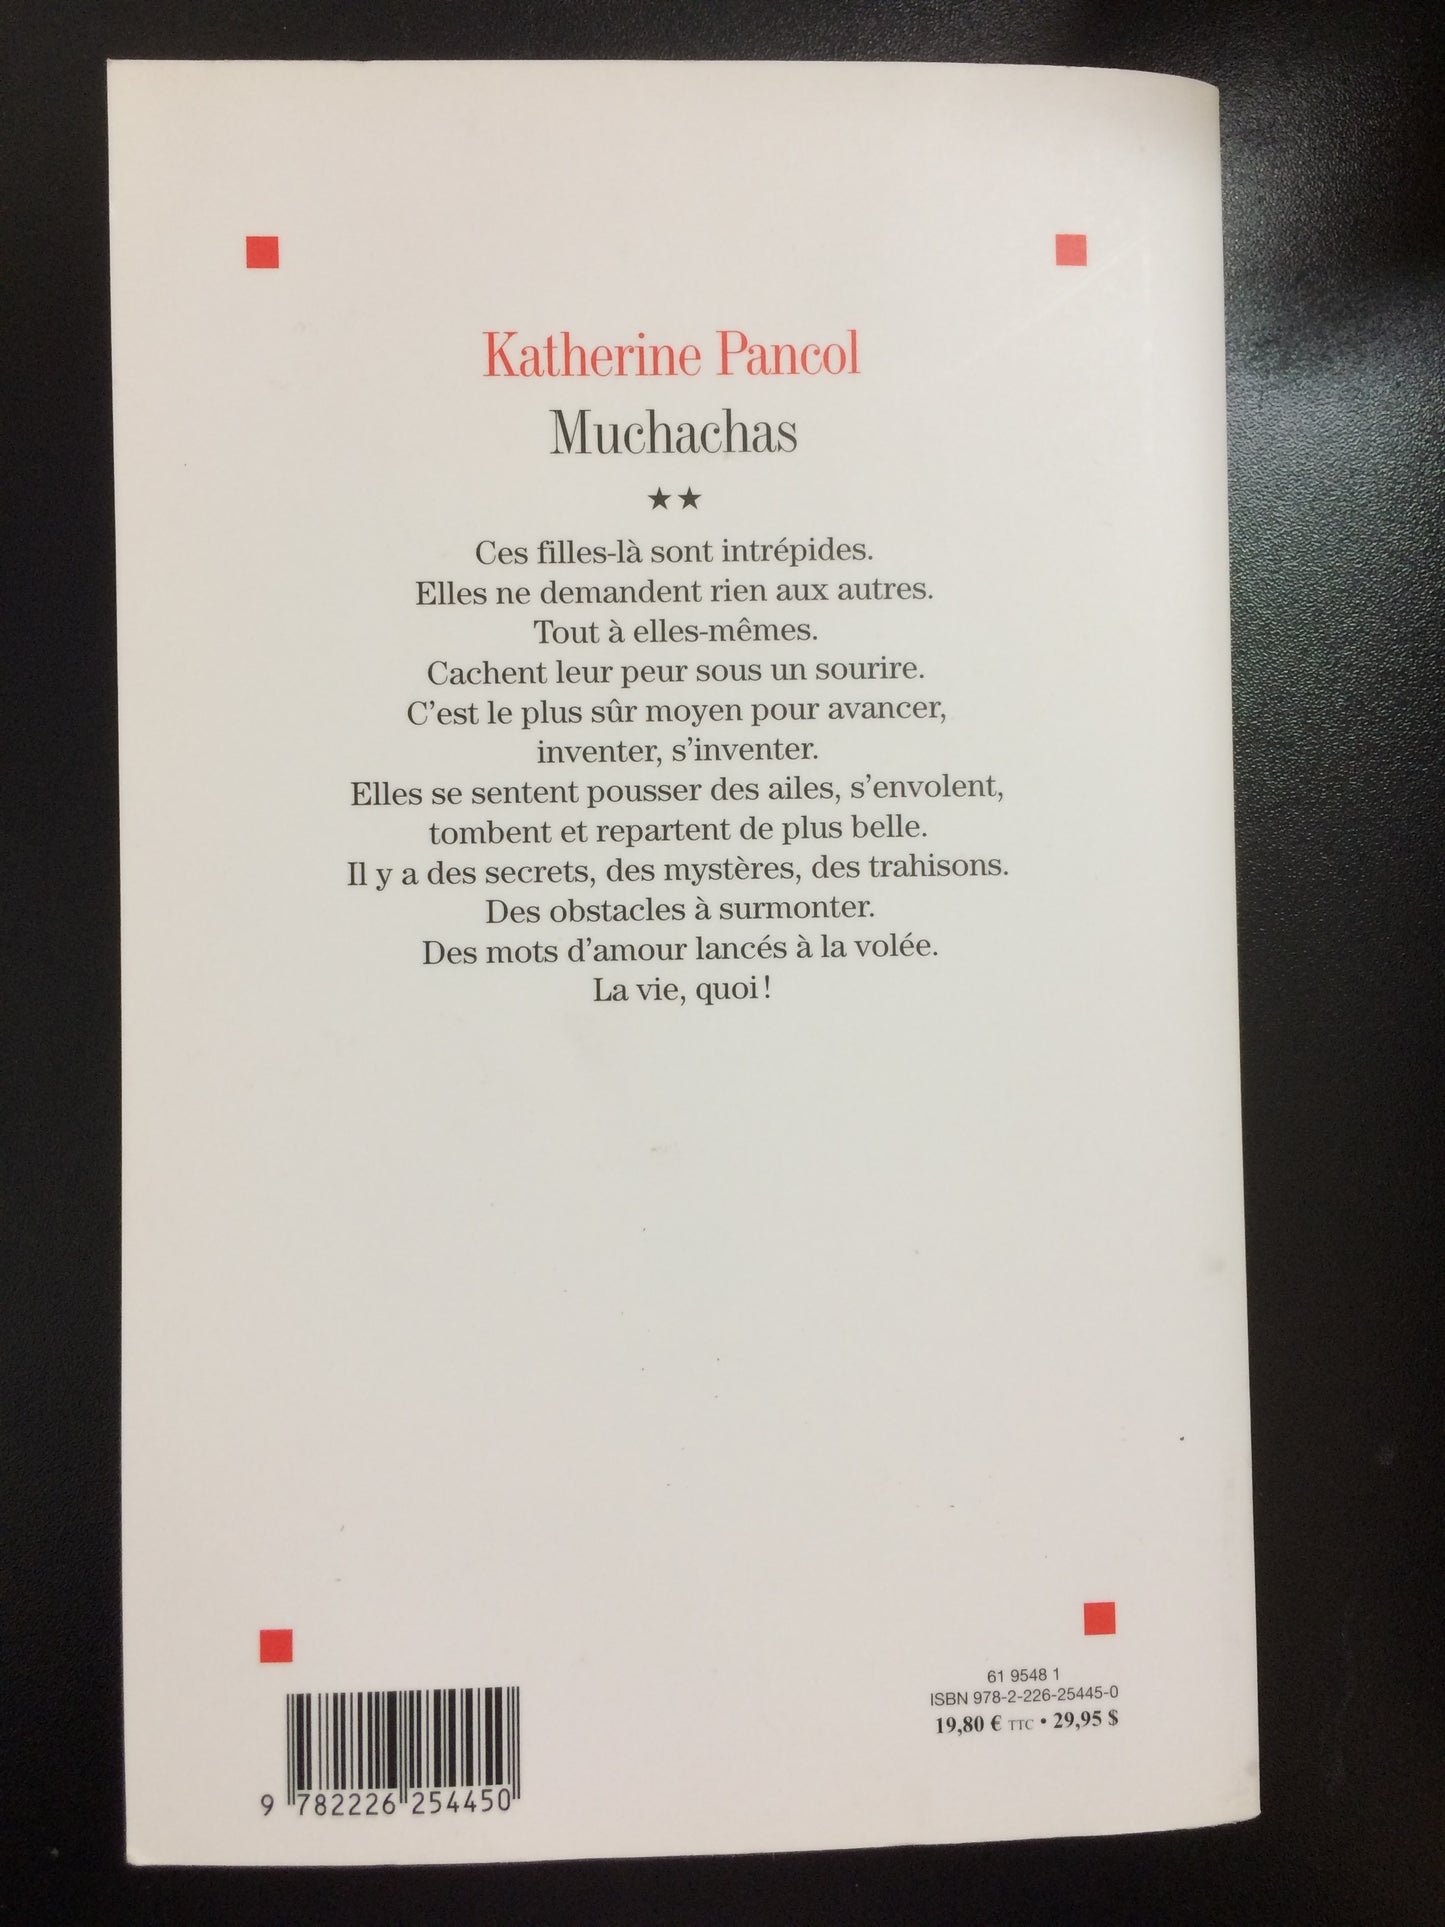 Katherine Pancol
Muchachas
★★
Ces filles-là sont intrépides.
Elles ne demandent rien aux autres.
Tout à elles-mêmes.
Cachent leur peur sous un sourire.
C’est le plus sûr moyen pour avancer,
inventer, s’inventer.
Elles se sentent pousser des ailes, s’envolent,
tombent et repartent de plus belle.
Il y a des secrets, des mystères, des trahisons.
Des obstacles à surmonter.
Des mots d’amour lancés à la volée.
La vie, quoi !
61 9548 1
ISBN 978-2-226-25445-0
19,80 € TTC • 29,95 $
9 782226 254450